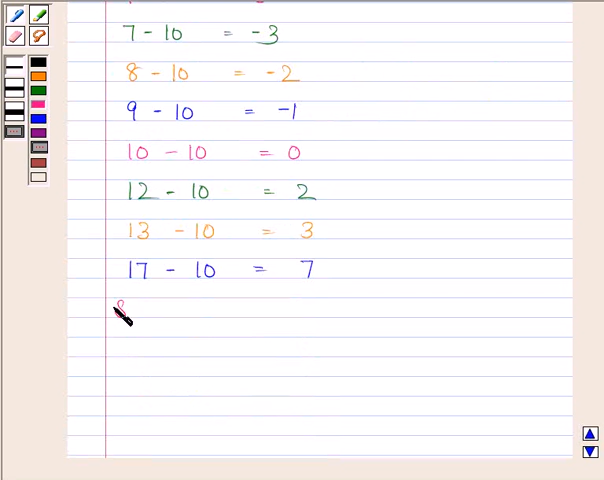 7 - 10 = -3
8 - 10 = -2
9 - 10 = -1
10 - 10 = 0
12 - 10 = 2
13 - 10 = 3
17 - 10 = 7